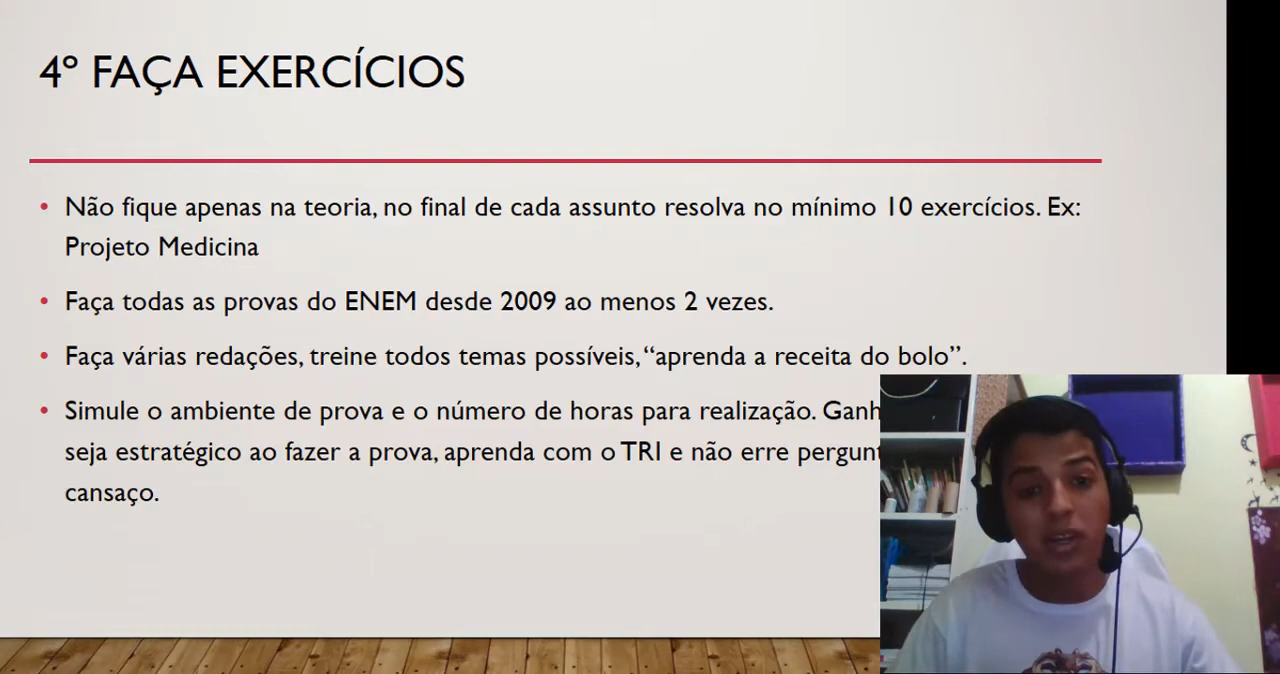 4º FAÇA EXERCÍCIOS
• Não fique apenas na teoria, no final de cada assunto resolva no mínimo 10 exercícios. Ex:
Projeto Medicina
• Faça todas as provas do ENEM desde 2009 ao menos 2 vezes.
• Faça várias redações, treine todos temas possíveis, “aprenda a receita do bolo”.
• Simule o ambiente de prova e o número de horas para realização.
seja estratégico ao fazer a prova, aprenda com o TRI e não erre
cansaço.